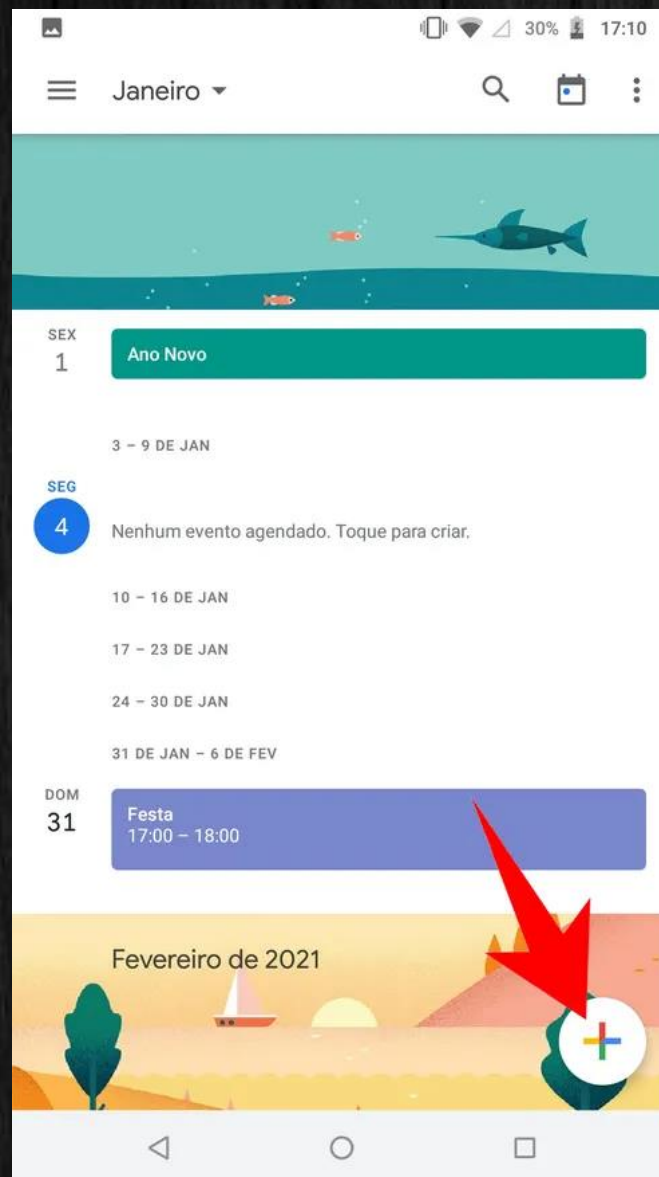 30% 17:10
Janeiro
SEX
1
Ano Novo
3 – 9 DE JAN
SEG
4
Nenhum evento agendado. Toque para criar.
10 – 16 DE JAN
17 – 23 DE JAN
24 – 30 DE JAN
31 DE JAN – 6 DE FEV
DOM
31
Festa
17:00 – 18:00
Fevereiro de 2021